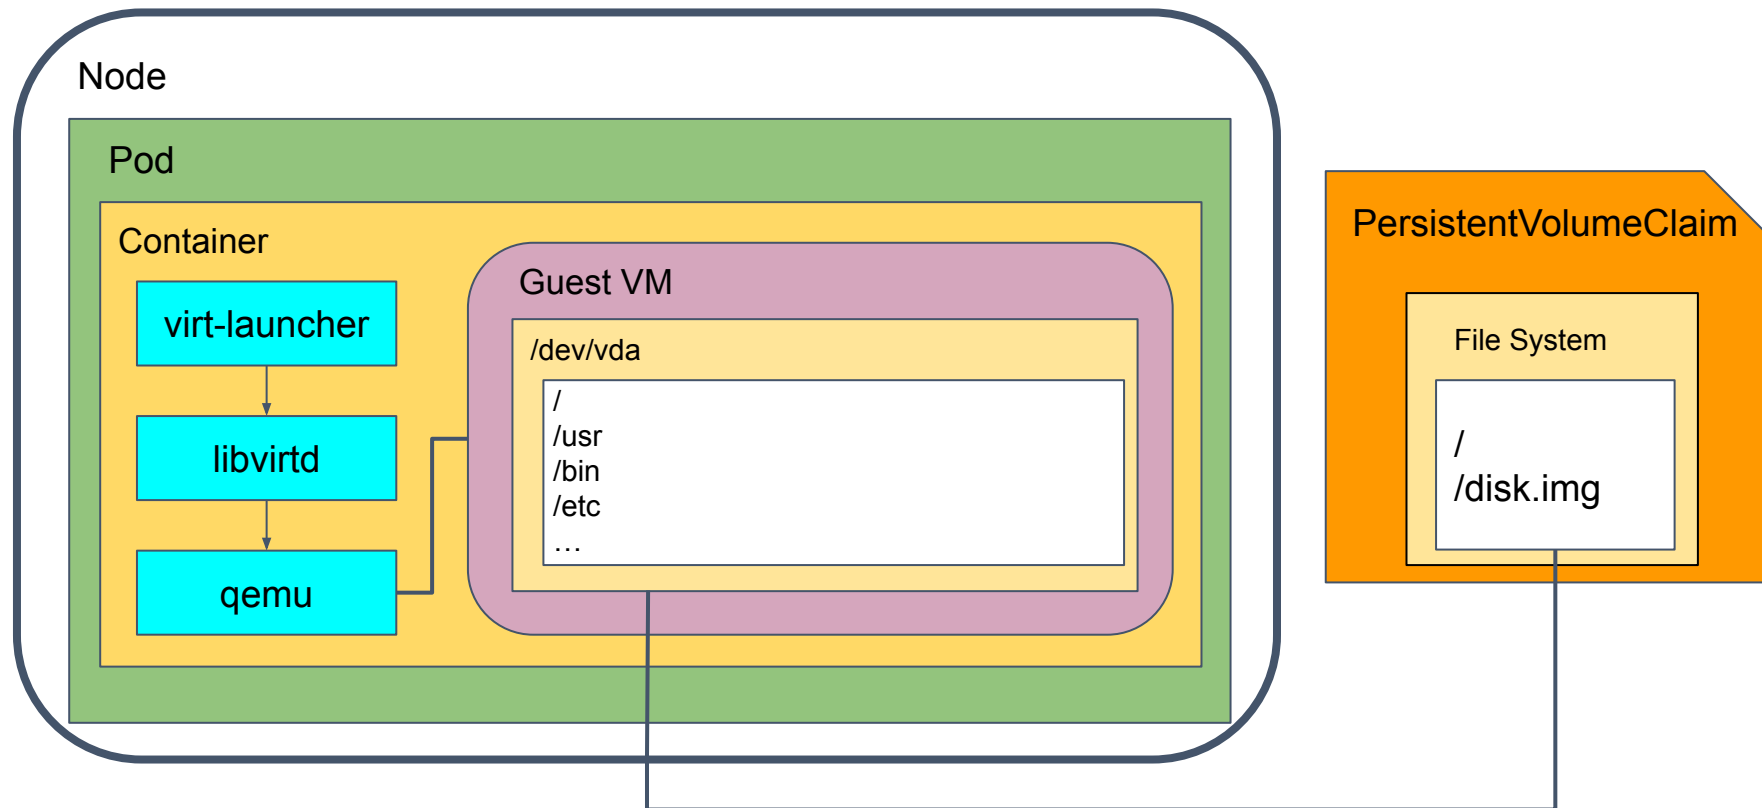 Node
Pod
Container
virt-launcher
libvirtd
qemu
Guest VM
/dev/vda
/
/usr
/bin
/etc
…
PersistentVolumeClaim
File System
/
/disk.img